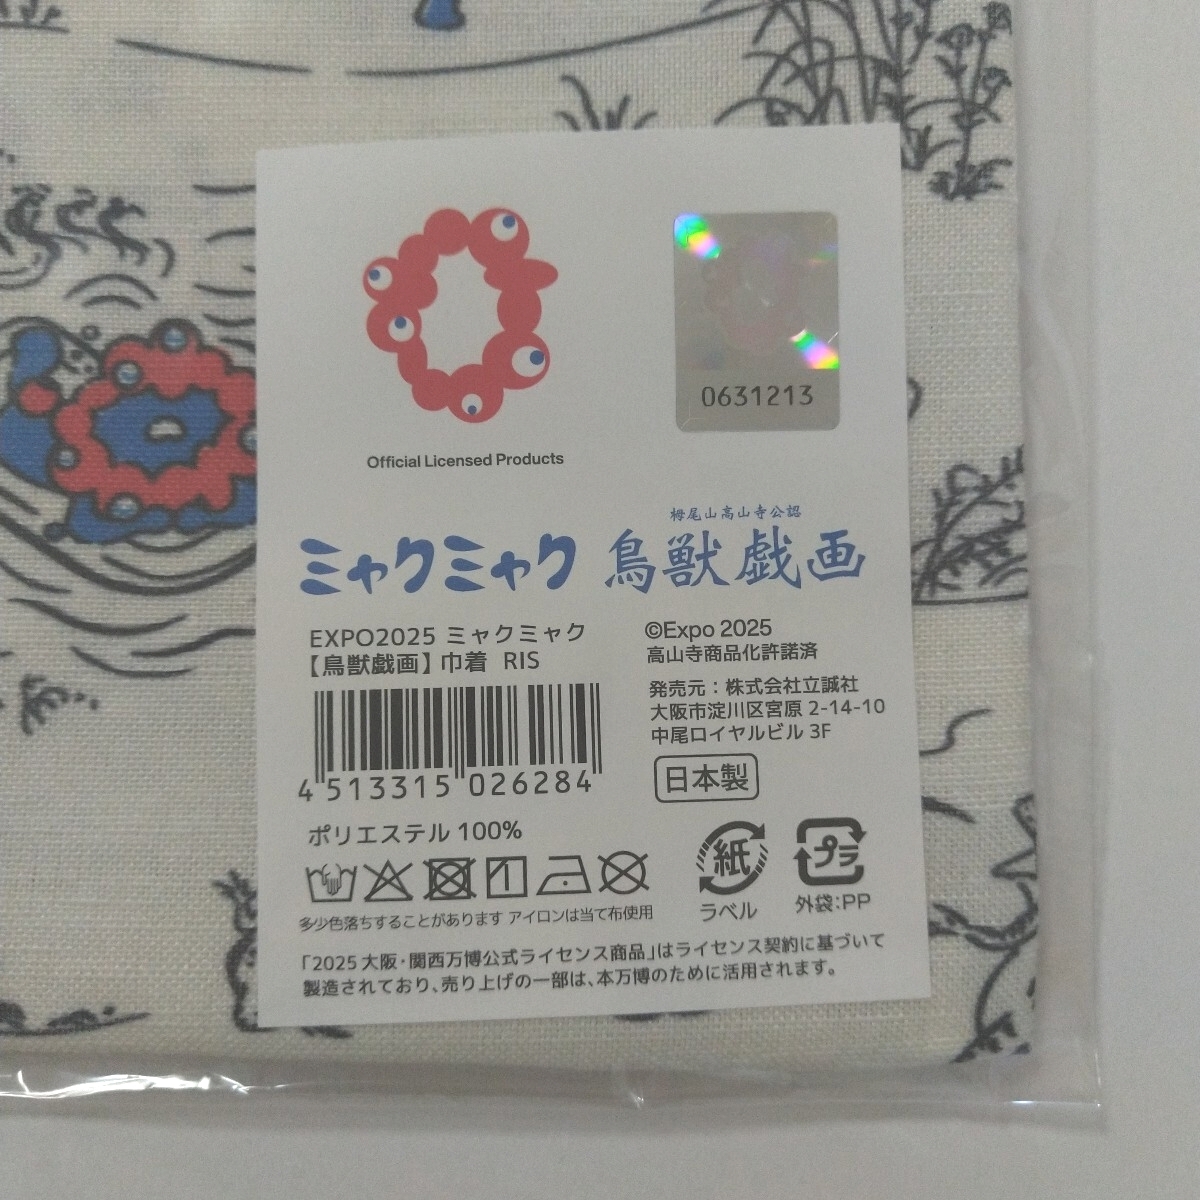 0631213
Official Licensed Products
栂尾山高山寺公認
ミャクミャク 鳥獣戯画
EXPO2025 ミャクミャク
【鳥獣戯画】巾着 RIS
4 513315 026284
©Expo 2025
高山寺商品化許諾済
発売元：株式会社立誠社
大阪市淀川区宮原 2-14-10
中尾ロイヤルビル 3F
日本製
ポリエステル 100%
多少色落ちすることがあります アイロンは当て布使用
紙
ラベル
プラ
外袋:PP
「2025 大阪・関西万博公式ライセンス商品」はライセンス契約に基づいて
製造されており、売り上げの一部は、本万博のために活用されます。